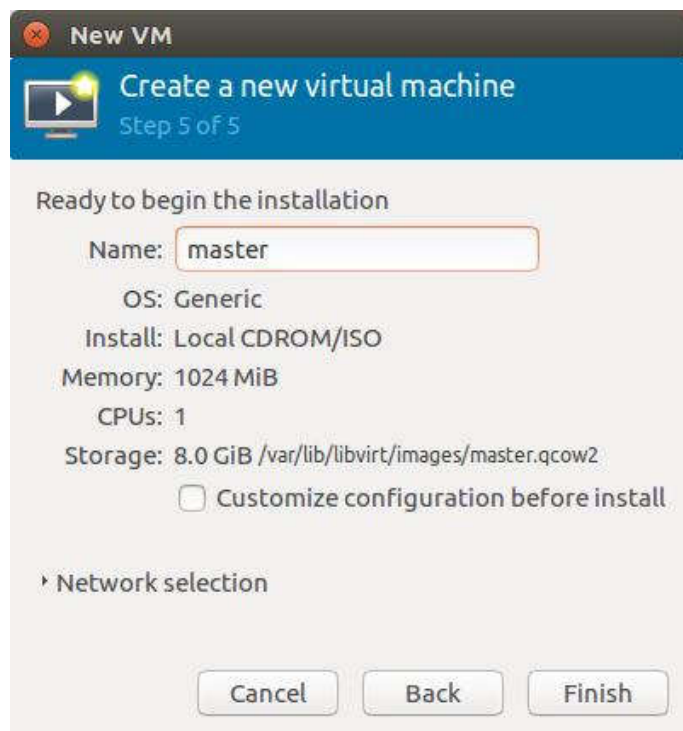 New VM
Create a new virtual machine
Step 5 of 5
Ready to begin the installation
Name: master
OS: Generic
Install: Local CDROM/ISO
Memory: 1024 MiB
CPUs: 1
Storage: 8.0 GiB /var/lib/libvirt/images/master.qcow2
Customize configuration before install
Network selection
Cancel Back Finish